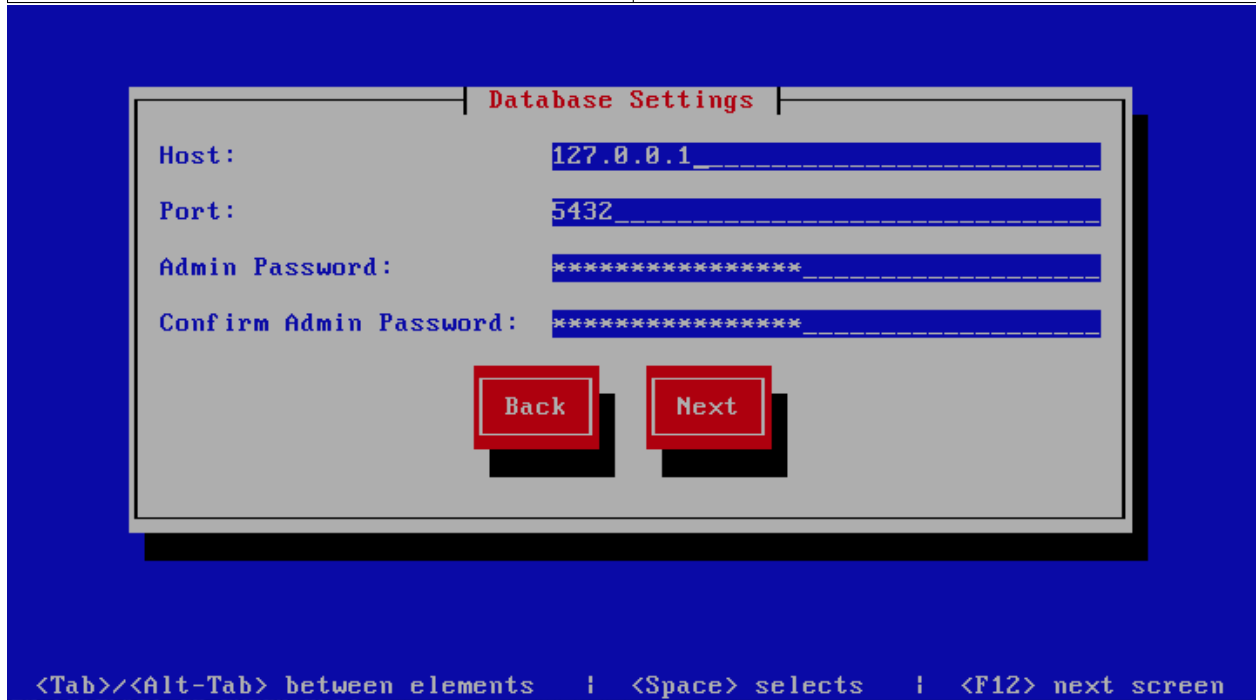 Database Settings
Host: 127.0.0.1_
Port: 5432
Admin Password: ****************
Confirm Admin Password: ****************
Back Next
<Tab>/<Alt-Tab> between elements | <Space> selects | <F12> next screen